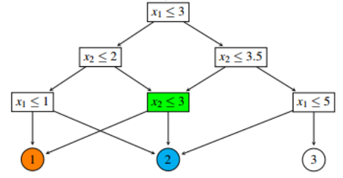 x₁ ≤ 3
x₂ ≤ 2
x₂ ≤ 3.5
x₁ ≤ 1
x₂ ≤ 3
x₁ ≤ 5
1
2
3